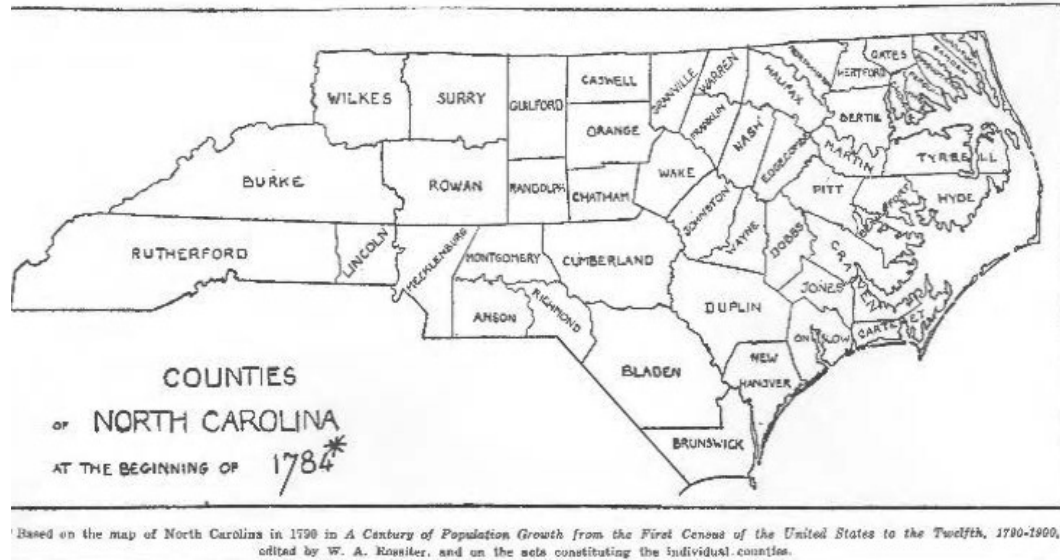 WILKES
SURRY
GUILFORD
CASWELL
GRANVILLE
WARREN
NORTHAMPTON
HALIFAX
HERTFORD
GATES
ORANGE
FRANKLIN
NASH
EDGECOMBE
BERTIE
MARTIN
TYRRELL
BURKE
ROWAN
RANDOLPH
CHATHAM
WAKE
JOHNSTON
WAYNE
DOBBS
PITT
BEAUFORT
HYDE
RUTHERFORD
LINCOLN
MECKLENBURG
MONTGOMERY
CUMBERLAND
CRAVEN
JONES
CARTERET
ANSON
RICHMOND
DUPLIN
ONSLOW
BLADEN
NEW
HANOVER
BRUNSWICK
COUNTIES
OF NORTH CAROLINA
AT THE BEGINNING OF 1784*
Based on the map of North Carolina in 1790 in A Century of Population Growth from the First Census of the United States to the Twelfth, 1790-1900,
edited by W. A. Rossiter, and on the acts constituting the individual counties.